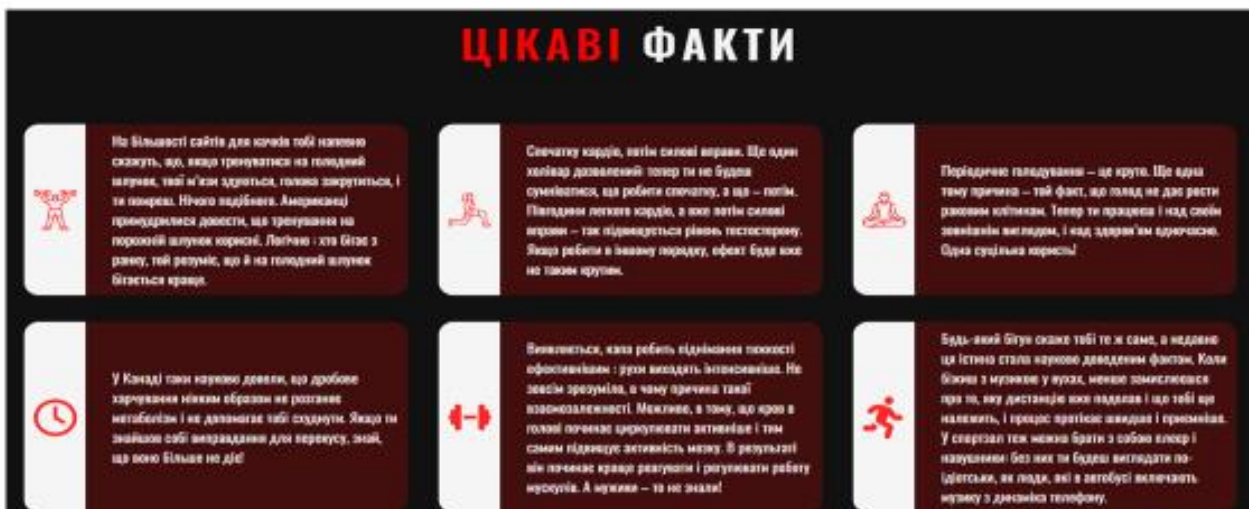 ЦІКАВІ ФАКТИ
На більшості сайтів для качків тобі напевно
скажуть, що, якщо тренуватися на голодний
шлунок, твої м'язи здуються, голова закрутиться, і
ти помреш. Нічого подібного. Американці
примудрилися довести, що тренування на
порожній шлунок корисні. Логічно - хто бігає з
ранку, той розуміє, що й на голодний шлунок
бігається краще.
Спочатку кардіо, потім силові вправи. Ще один
холівар дозволений: тепер ти не будеш
сумніватися, що робити спочатку, а що – потім.
Півгодини легкого кардіо, а вже потім силові
вправи – так підвищується рівень тестостерону.
Якщо робити в іншому порядку, ефект буде вже
не таким крутим.
Періодичне голодування – це круто. Ще одна
тому причина – той факт, що голод не дає рости
раковим клітинам. Тепер ти працюєш і над своїм
зовнішнім виглядом, і над здоров'ям одночасно.
Одна суцільна користь!
У Канаді таки науково довели, що дробове
харчування ніяким образом не розганяє
метаболізм і не допомагає тобі схуднути. Якщо ти
знайшов собі виправдання для перекусу, знай,
що воно більше не діє!
Виявляється, капа робить піднімання тяжкості
ефективнішим : рухи виходять інтенсивніше. Не
зовсім зрозуміло, в чому причина такої
взаємозалежності. Можливо, в тому, що кров в
голові починає циркулювати активніше і тим
самим підвищує активність мозку. В результаті
він починає краще реагувати і регулювати роботу
мускулів. А мужики – то не знали!
Будь-який бігун скаже тобі те ж саме, а недавно
ця істина стала науково доведеним фактом. Коли
біжиш з музикою у вухах, менше замислюєшся
про те, яку дистанцію вже подолав і що тобі ще
належить, і процес протікає швидше і приємніше.
У спортзал теж можна брати з собою плеєр і
навушники: без них ти будеш виглядати по-
ідіотськи, як люди, які в автобусі включають
музику з динаміка телефону.